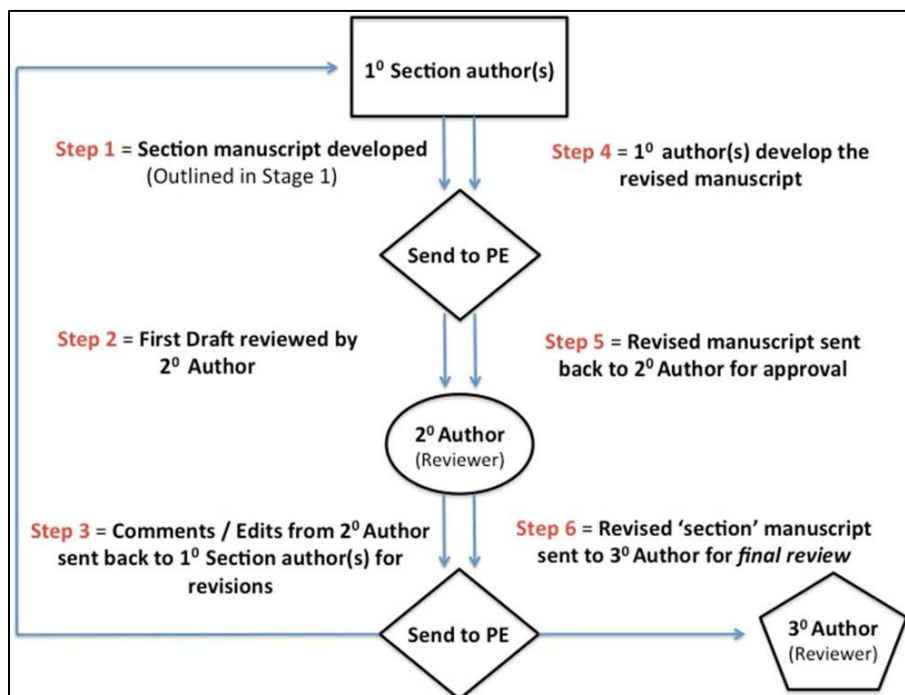 1⁰ Section author(s)
Step 1 = Section manuscript developed
(Outlined in Stage 1)
Step 4 = 1⁰ author(s) develop the
revised manuscript
Send to PE
Step 2 = First Draft reviewed by
2⁰ Author
Step 5 = Revised manuscript sent
back to 2⁰ Author for approval
2⁰ Author
(Reviewer)
Step 3 = Comments / Edits from 2⁰ Author
sent back to 1⁰ Section author(s) for
revisions
Step 6 = Revised ‘section’ manuscript
sent to 3⁰ Author for final review
Send to PE
3⁰ Author
(Reviewer)